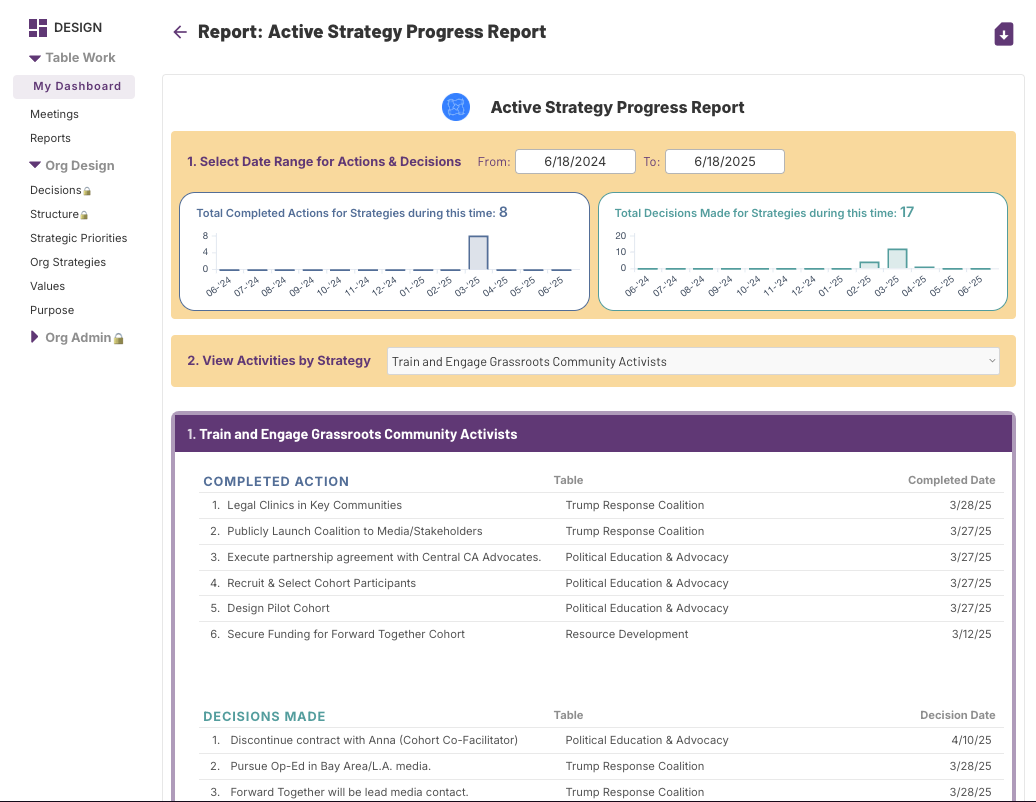 DESIGN
Table Work
My Dashboard
Meetings
Reports
Org Design
Decisions
Structure
Strategic Priorities
Org Strategies
Values
Purpose
Org Admin
Report: Active Strategy Progress Report
Active Strategy Progress Report
1. Select Date Range for Actions & Decisions From: 6/18/2024 To: 6/18/2025
Total Completed Actions for Strategies during this time: 8
8
4
0
06-'24 07-'24 08-'24 09-'24 10-'24 11-'24 12-'24 01-'25 02-'25 03-'25 04-'25 05-'25 06-'25
Total Decisions Made for Strategies during this time: 17
20
10
0
06-'24 07-'24 08-'24 09-'24 10-'24 11-'24 12-'24 01-'25 02-'25 03-'25 04-'25 05-'25 06-'25
2. View Activities by Strategy Train and Engage Grassroots Community Activists
1. Train and Engage Grassroots Community Activists
COMPLETED ACTION Table Completed Date
1. Legal Clinics in Key Communities Trump Response Coalition 3/28/25
2. Publicly Launch Coalition to Media/Stakeholders Trump Response Coalition 3/27/25
3. Execute partnership agreement with Central CA Advocates. Political Education & Advocacy 3/27/25
4. Recruit & Select Cohort Participants Political Education & Advocacy 3/27/25
5. Design Pilot Cohort Political Education & Advocacy 3/27/25
6. Secure Funding for Forward Together Cohort Resource Development 3/12/25
DECISIONS MADE Table Decision Date
1. Discontinue contract with Anna (Cohort Co-Facilitator) Political Education & Advocacy 4/10/25
2. Pursue Op-Ed in Bay Area/L.A. media. Trump Response Coalition 3/28/25
3. Forward Together will be lead media contact. Trump Response Coalition 3/28/25